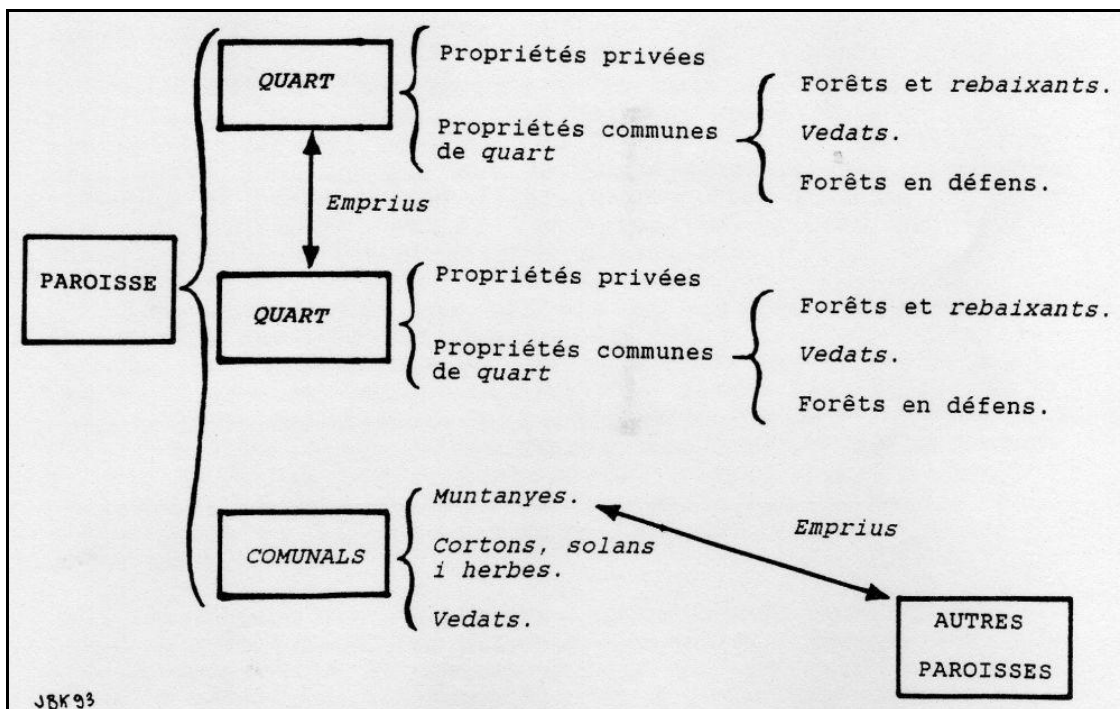 PAROISSE
QUART
Propriétés privées
Propriétés communes
de quart
Forêts et rebaixants.
Vedats.
Forêts en défens.
Emprius
QUART
Propriétés privées
Propriétés communes
de quart
Forêts et rebaixants.
Vedats.
Forêts en défens.
COMUNALS
Muntanyes.
Cortons, solans
i herbes.
Vedats.
Emprius
AUTRES
PAROISSES
JBK93